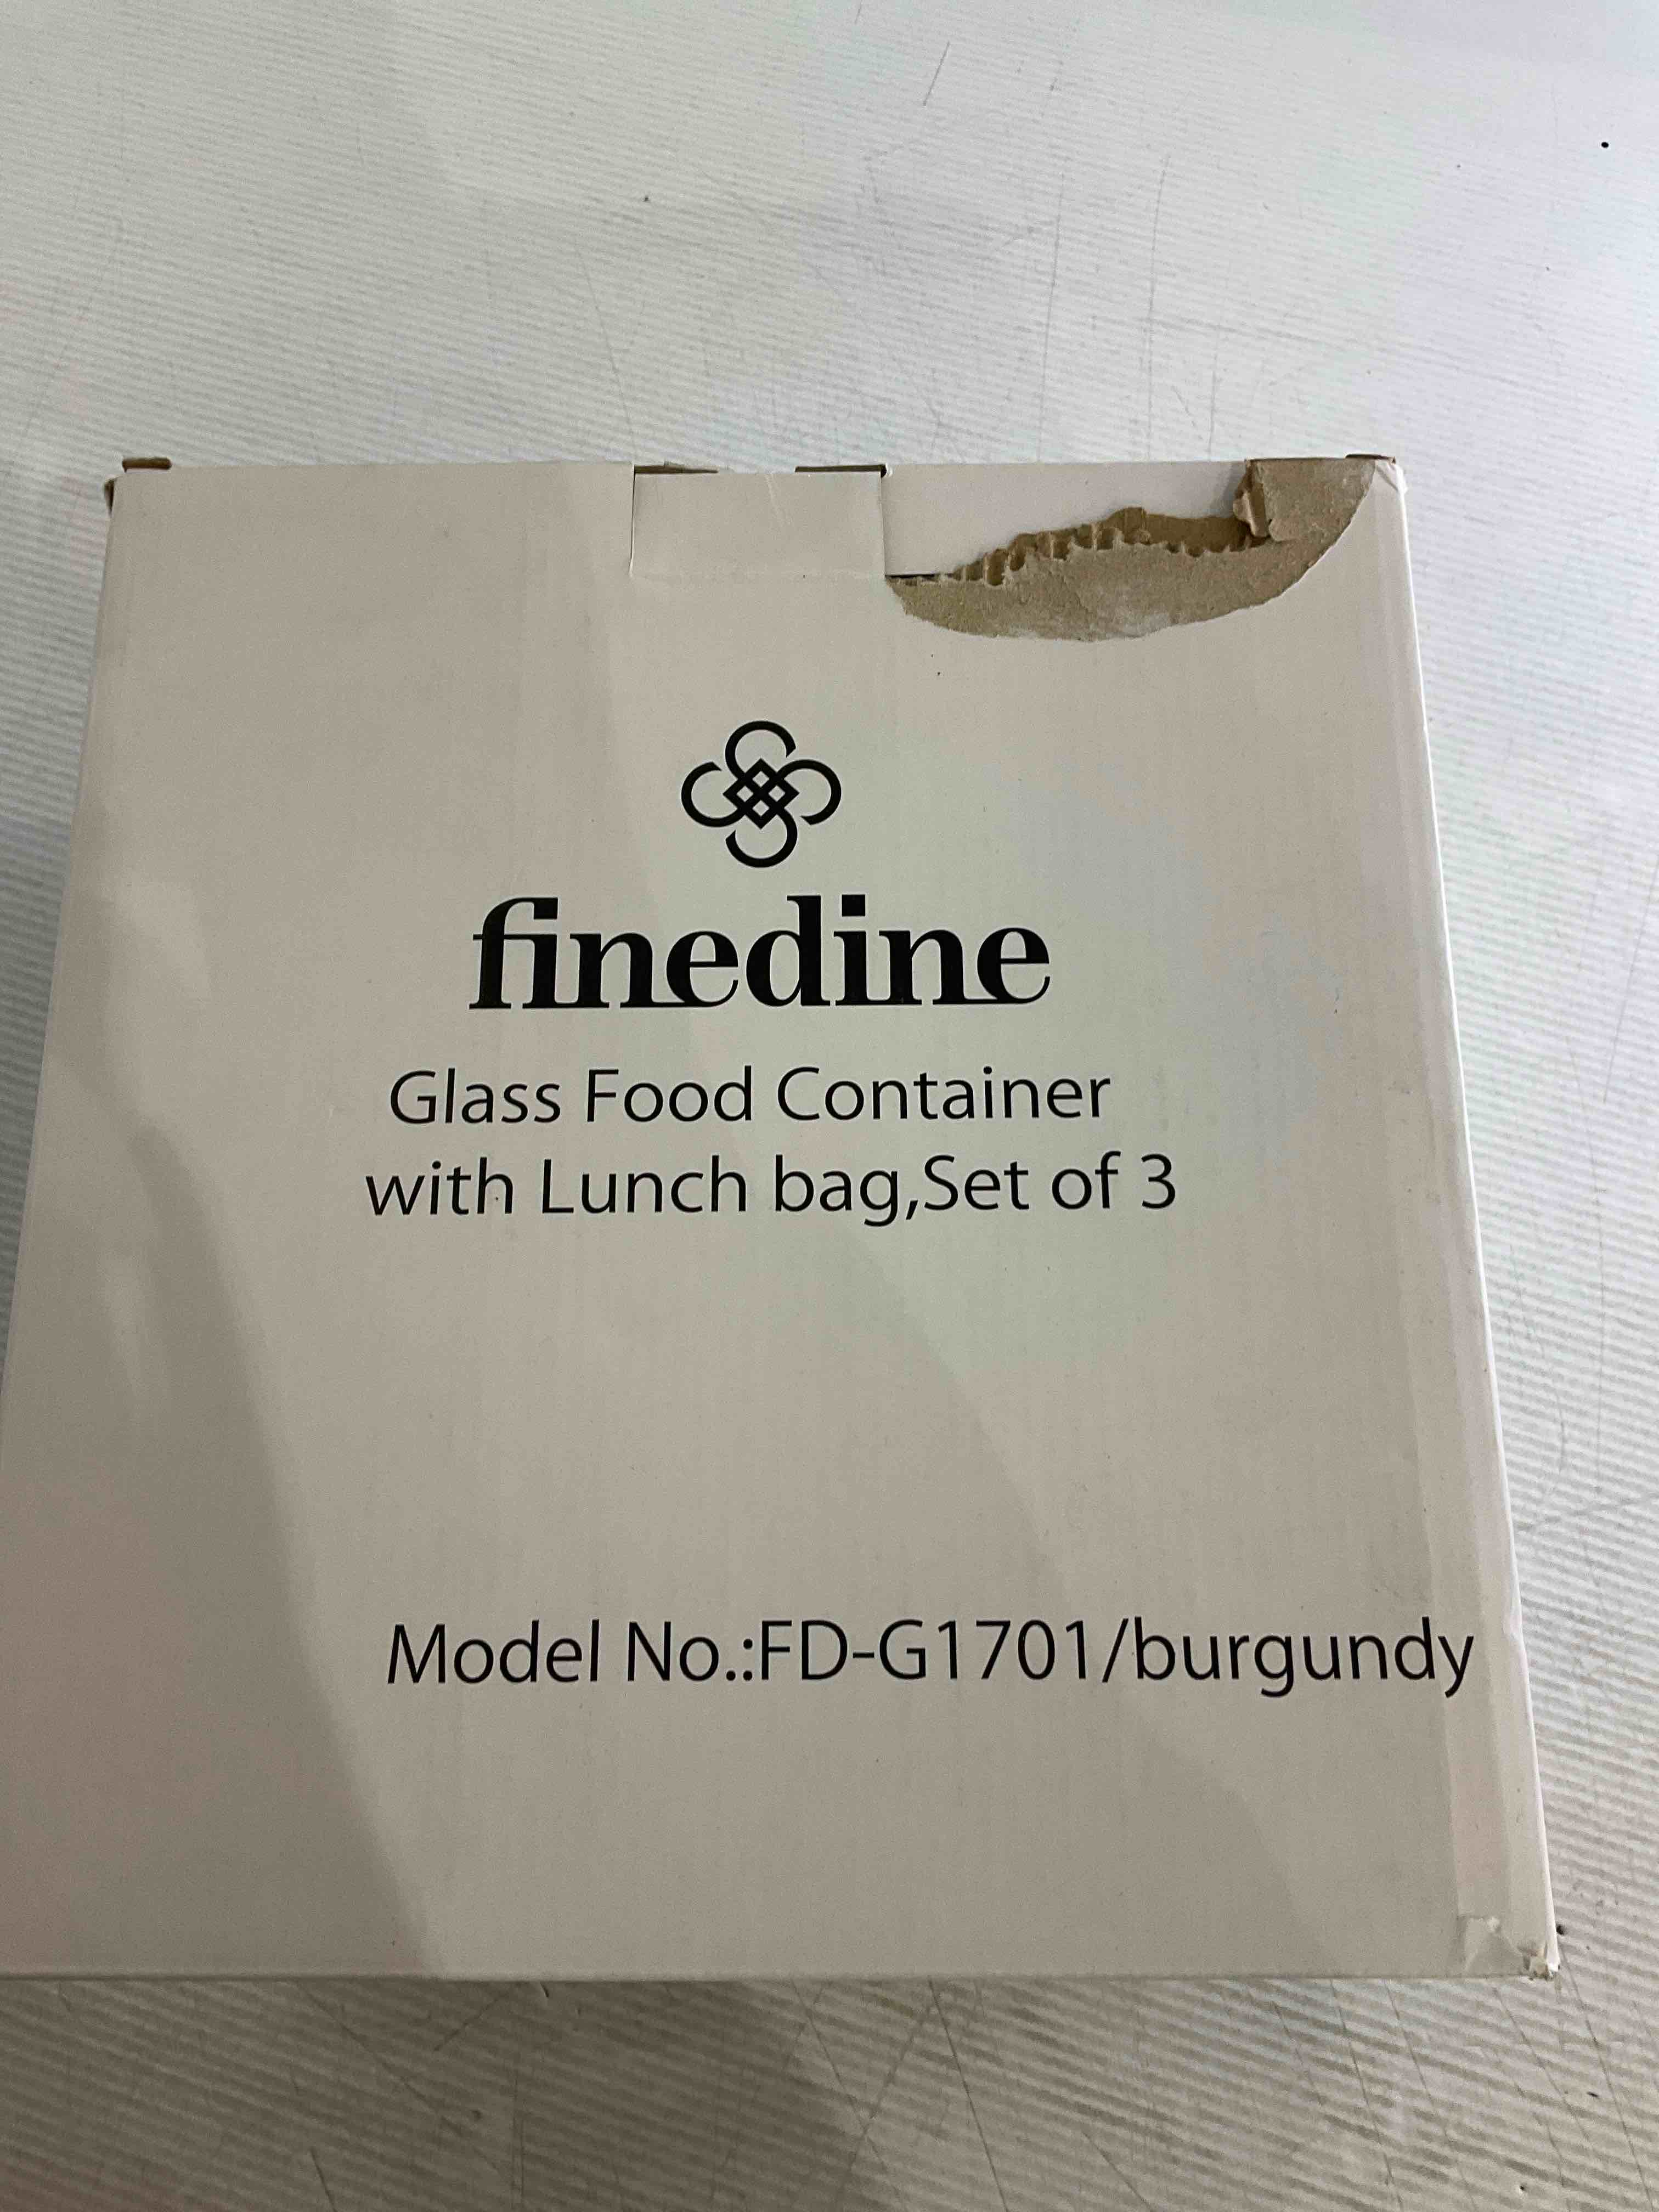 finedine
Glass Food Container
with Lunch bag,Set of 3
Model No.:FD-G1701/burgundy